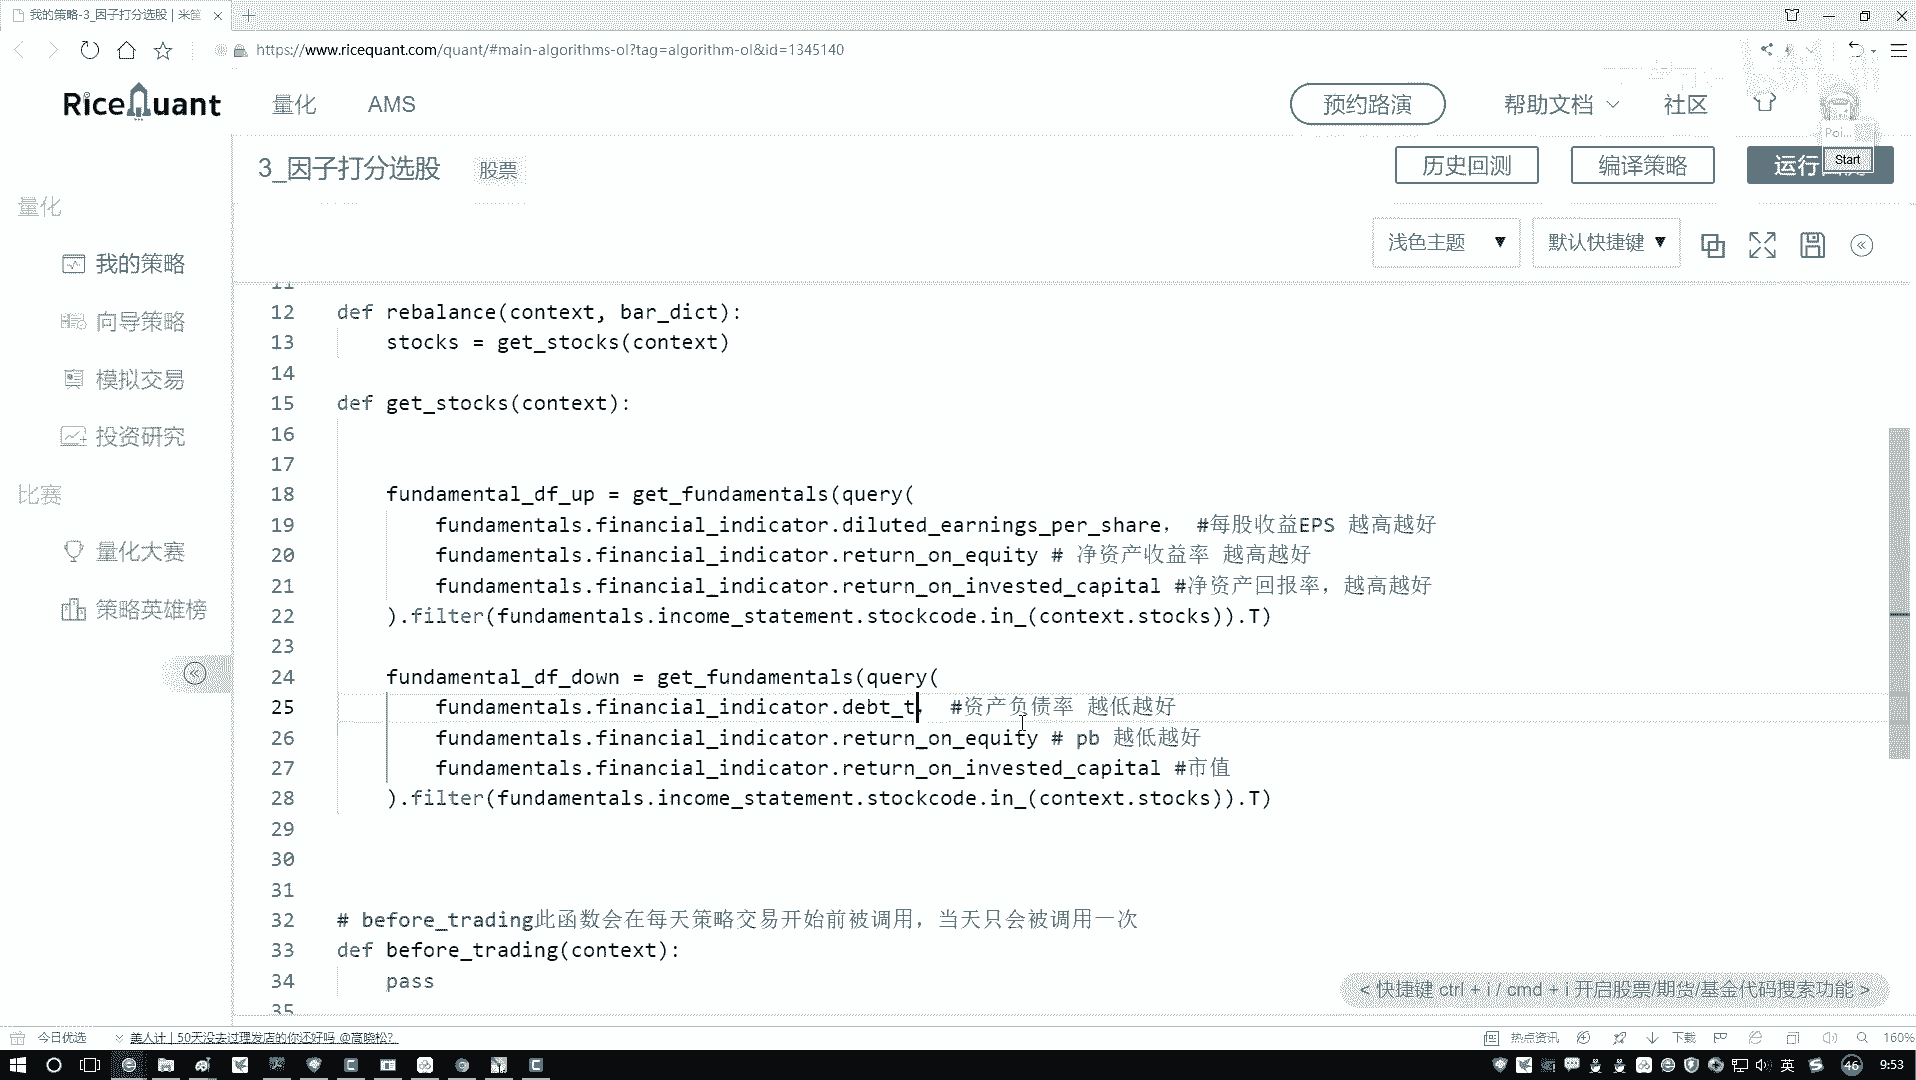 我的策略-3_因子打分选股 | 米筐
https://www.ricequant.com/quant/#main-algorithms-ol?tag=algorithm-ol&id=1345140
RiceQuant 量化 AMS 预约路演 帮助文档 社区
Poi...
Start
3_因子打分选股 股票 历史回测 编译策略 运行
浅色主题 默认快捷键
量化
我的策略
向导策略
模拟交易
投资研究
比赛
量化大赛
策略英雄榜
11
12 def rebalance(context, bar_dict):
13 stocks = get_stocks(context)
14
15 def get_stocks(context):
16
17
18 fundamental_df_up = get_fundamentals(query(
19 fundamentals.financial_indicator.diluted_earnings_per_share， #每股收益EPS 越高越好
20 fundamentals.financial_indicator.return_on_equity # 净资产收益率 越高越好
21 fundamentals.financial_indicator.return_on_invested_capital #净资产回报率，越高越好
22 ).filter(fundamentals.income_statement.stockcode.in_(context.stocks)).T)
23
24 fundamental_df_down = get_fundamentals(query(
25 fundamentals.financial_indicator.debt_t， #资产负债率 越低越好
26 fundamentals.financial_indicator.return_on_equity # pb 越低越好
27 fundamentals.financial_indicator.return_on_invested_capital #市值
28 ).filter(fundamentals.income_statement.stockcode.in_(context.stocks)).T)
29
30
31
32 # before_trading此函数会在每天策略交易开始前被调用，当天只会被调用一次
33 def before_trading(context):
34 pass
35
< 快捷键 ctrl + i / cmd + i 开启股票/期货/基金代码搜索功能 >
今日优选 美人计 | 50天没去过理发店的你还好吗 @高晓松? 热点资讯 下载 160%
英 46 9:53